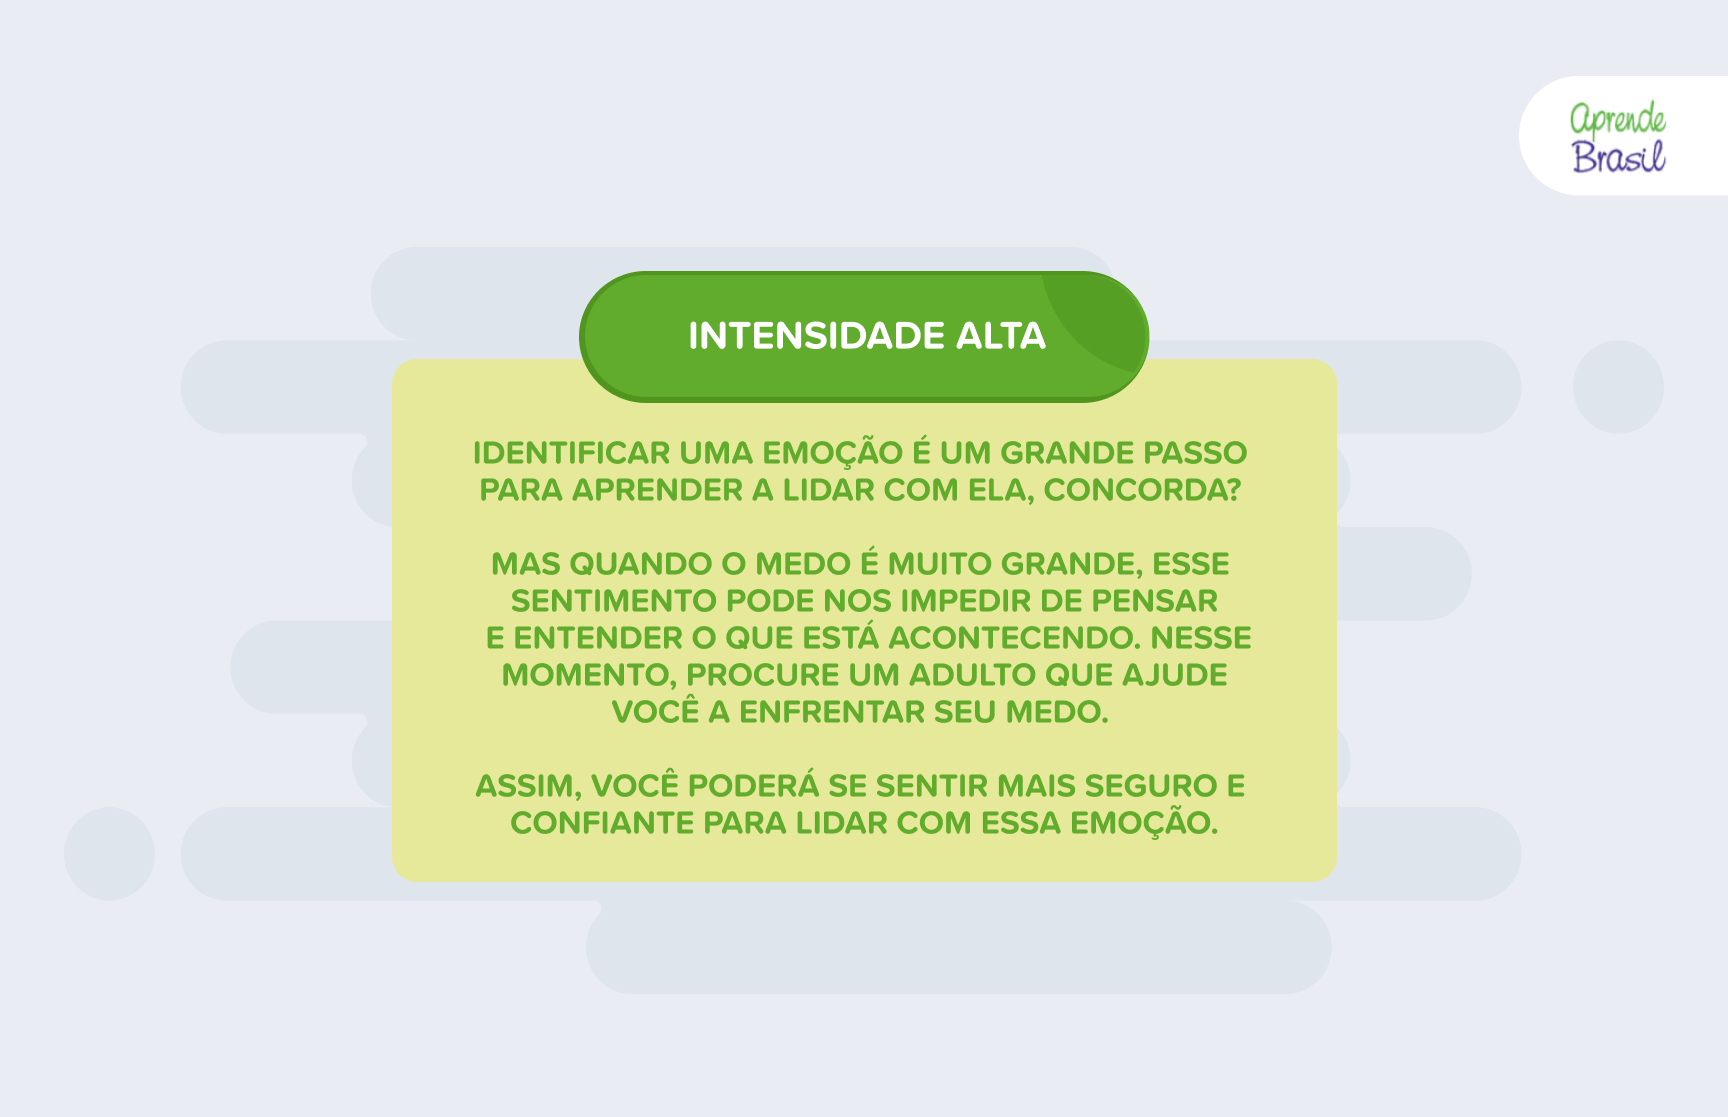 Aprende
Brasil
INTENSIDADE ALTA
IDENTIFICAR UMA EMOÇÃO É UM GRANDE PASSO
PARA APRENDER A LIDAR COM ELA, CONCORDA?
MAS QUANDO O MEDO É MUITO GRANDE, ESSE
SENTIMENTO PODE NOS IMPEDIR DE PENSAR
E ENTENDER O QUE ESTÁ ACONTECENDO. NESSE
MOMENTO, PROCURE UM ADULTO QUE AJUDE
VOCÊ A ENFRENTAR SEU MEDO.
ASSIM, VOCÊ PODERÁ SE SENTIR MAIS SEGURO E
CONFIANTE PARA LIDAR COM ESSA EMOÇÃO.